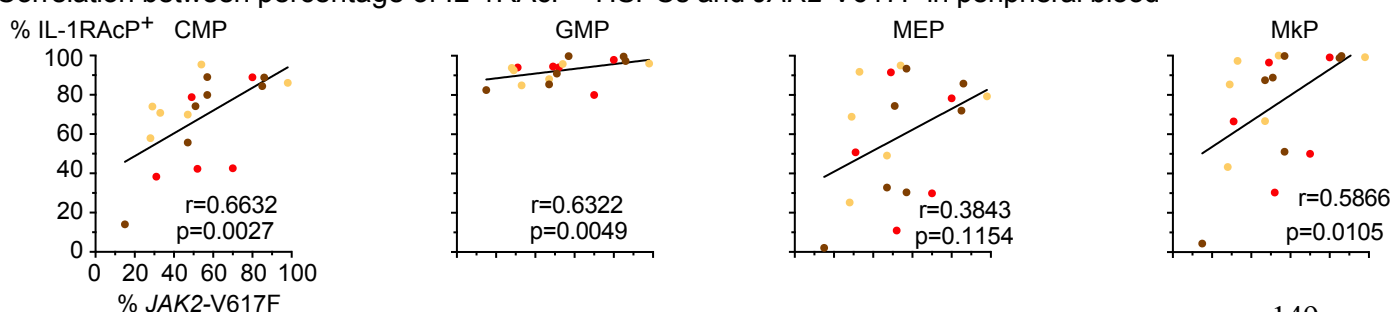 % IL-1RAcP+ CMP GMP MEP MkP
100
80
60
40
20
0
r=0.6632
p=0.0027
r=0.6322
p=0.0049
r=0.3843
p=0.1154
r=0.5866
p=0.0105
0 20 40 60 80 100
% JAK2-V617F